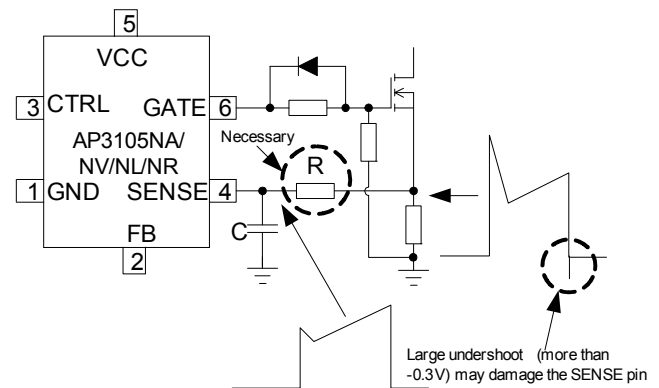 5
VCC
3
CTRL
GATE
6
AP3105NA/
NV/NL/NR
Necessary
R
1
GND
SENSE
4
C
FB
2
Large undershoot (more than
-0.3V) may damage the SENSE pin